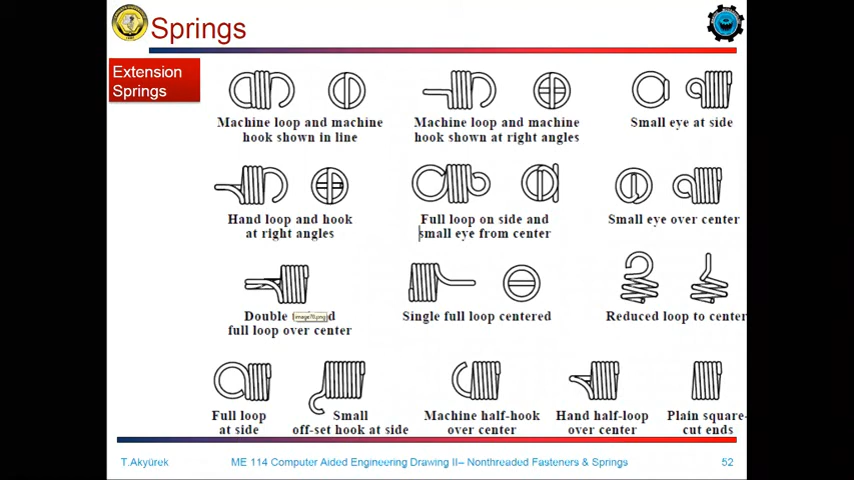 Springs
Extension
Springs
Machine loop and machine
hook shown in line
Machine loop and machine
hook shown at right angles
Small eye at side
Hand loop and hook
at right angles
Full loop on side and
small eye from center
Small eye over center
Double
full loop over center
Single full loop centered
Reduced loop to center
Full loop
at side
Small
off-set hook at side
Machine half-hook
over center
Hand half-loop
over center
Plain square-
cut ends
T.Akyürek
ME 114 Computer Aided Engineering Drawing II– Nonthreaded Fasteners & Springs
52